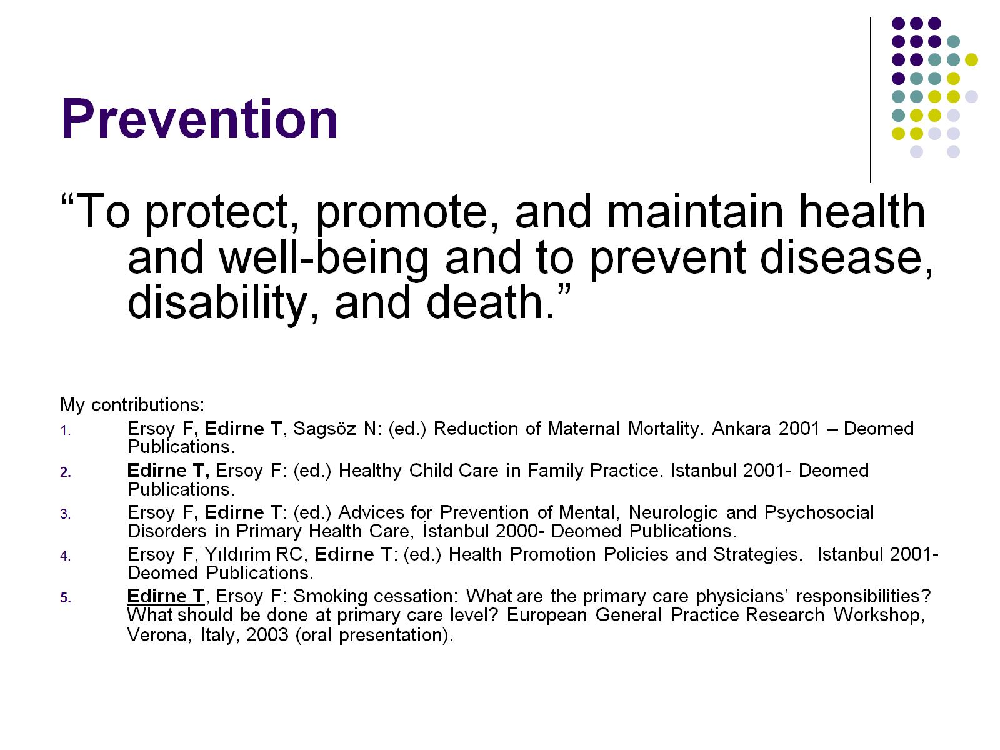 Prevention
“To protect, promote, and maintain health
and well-being and to prevent disease,
disability, and death.”
My contributions:
1. Ersoy F, Edirne T, Sagsöz N: (ed.) Reduction of Maternal Mortality. Ankara 2001 – Deomed
Publications.
2. Edirne T, Ersoy F: (ed.) Healthy Child Care in Family Practice. Istanbul 2001- Deomed
Publications.
3. Ersoy F, Edirne T: (ed.) Advices for Prevention of Mental, Neurologic and Psychosocial
Disorders in Primary Health Care, İstanbul 2000- Deomed Publications.
4. Ersoy F, Yıldırim RC, Edirne T: (ed.) Health Promotion Policies and Strategies. Istanbul 2001-
Deomed Publications.
5. Edirne T, Ersoy F: Smoking cessation: What are the primary care physicians’ responsibilities?
What should be done at primary care level? European General Practice Research Workshop,
Verona, Italy, 2003 (oral presentation).